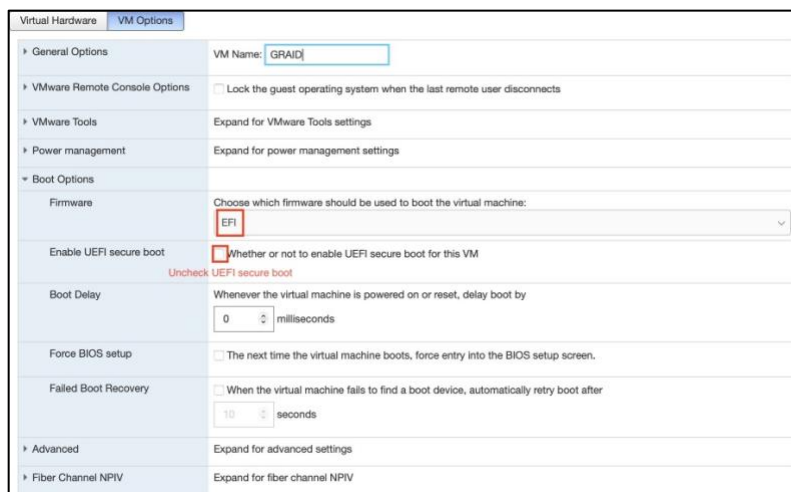 Virtual Hardware VM Options
General Options VM Name: GRAID
VMware Remote Console Options Lock the guest operating system when the last remote user disconnects
VMware Tools Expand for VMware Tools settings
Power management Expand for power management settings
Boot Options
Firmware Choose which firmware should be used to boot the virtual machine:
EFI
Enable UEFI secure boot Whether or not to enable UEFI secure boot for this VM
Uncheck UEFI secure boot
Boot Delay Whenever the virtual machine is powered on or reset, delay boot by
0 milliseconds
Force BIOS setup The next time the virtual machine boots, force entry into the BIOS setup screen.
Failed Boot Recovery When the virtual machine fails to find a boot device, automatically retry boot after
10 seconds
Advanced Expand for advanced settings
Fiber Channel NPIV Expand for fiber channel NPIV